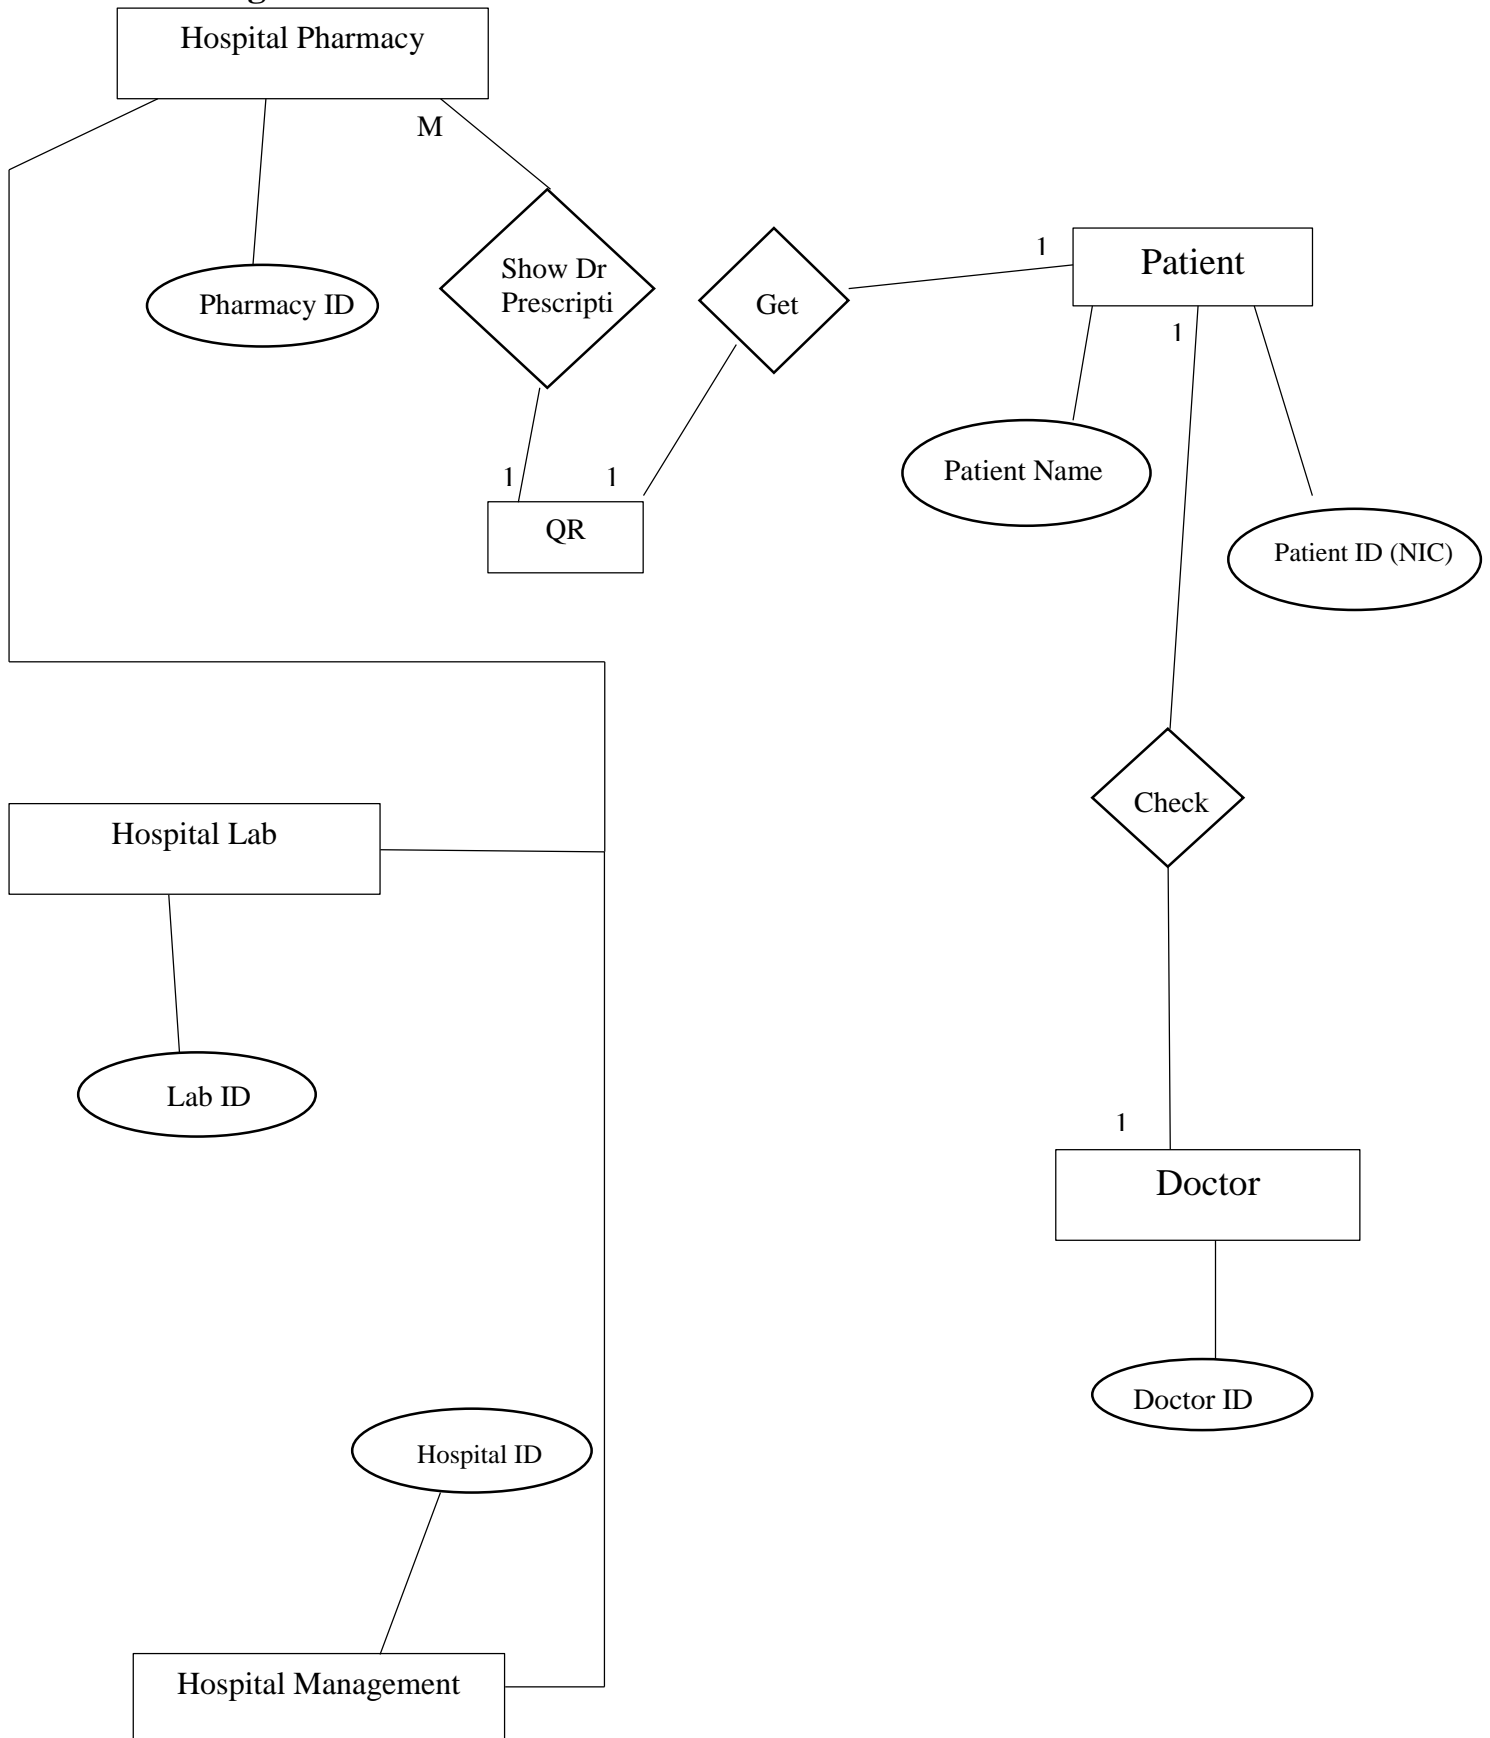 Hospital Pharmacy
M
Show Dr
Prescripti
Get
1
Patient
1
Pharmacy ID
1
1
QR
Patient Name
Patient ID (NIC)
Check
Hospital Lab
Lab ID
1
Doctor
Doctor ID
Hospital ID
Hospital Management